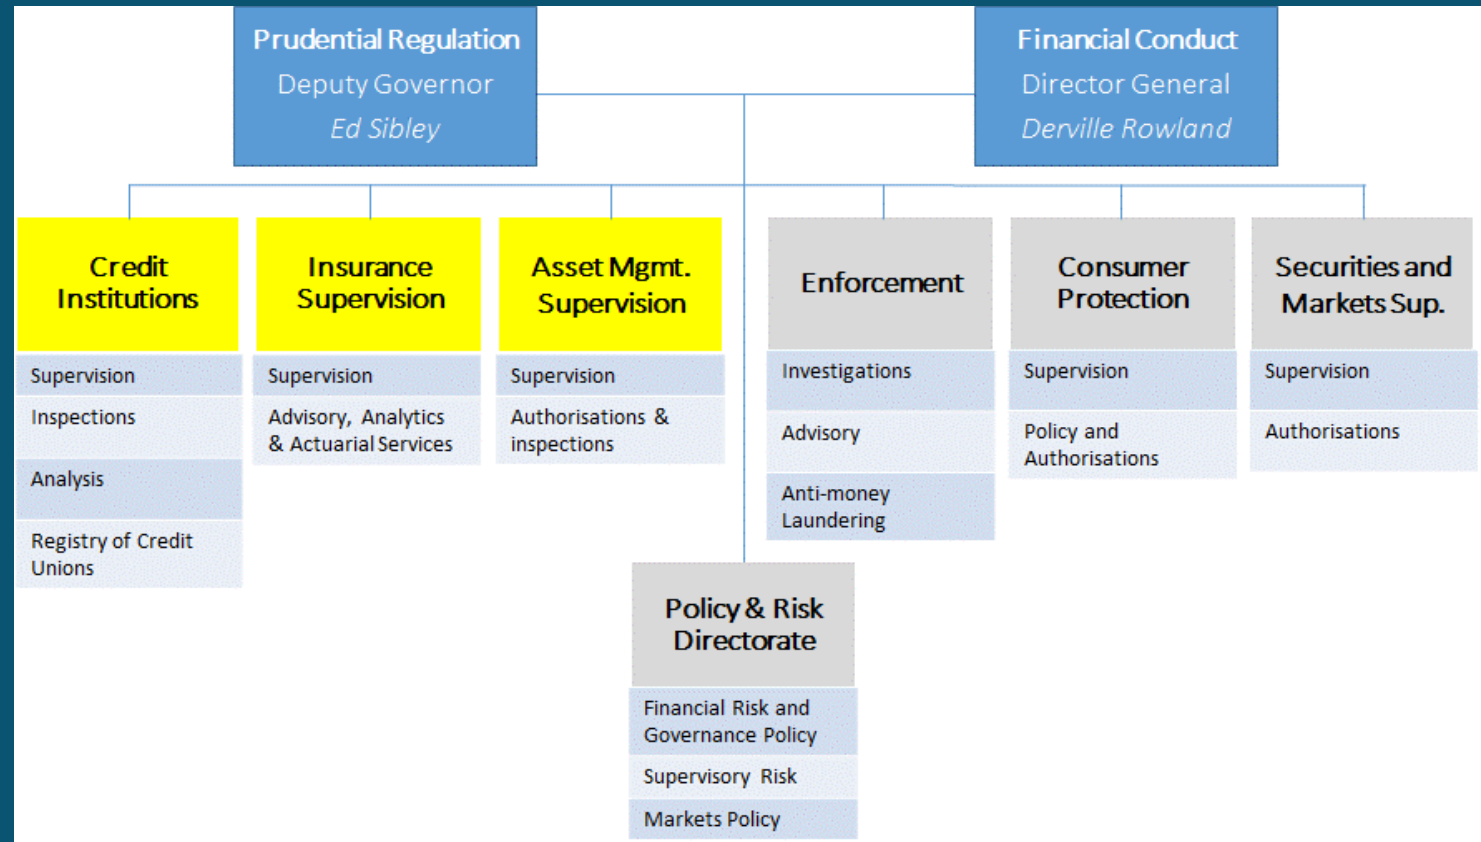 Prudential Regulation
Deputy Governor
Ed Sibley
Financial Conduct
Director General
Derville Rowland
Credit
Institutions
Supervision
Inspections
Analysis
Registry of Credit
Unions
Insurance
Supervision
Supervision
Advisory, Analytics
& Actuarial Services
Asset Mgmt.
Supervision
Supervision
Authorisations &
inspections
Enforcement
Investigations
Advisory
Anti-money
Laundering
Consumer
Protection
Supervision
Policy and
Authorisations
Securities and
Markets Sup.
Supervision
Authorisations
Policy & Risk
Directorate
Financial Risk and
Governance Policy
Supervisory Risk
Markets Policy